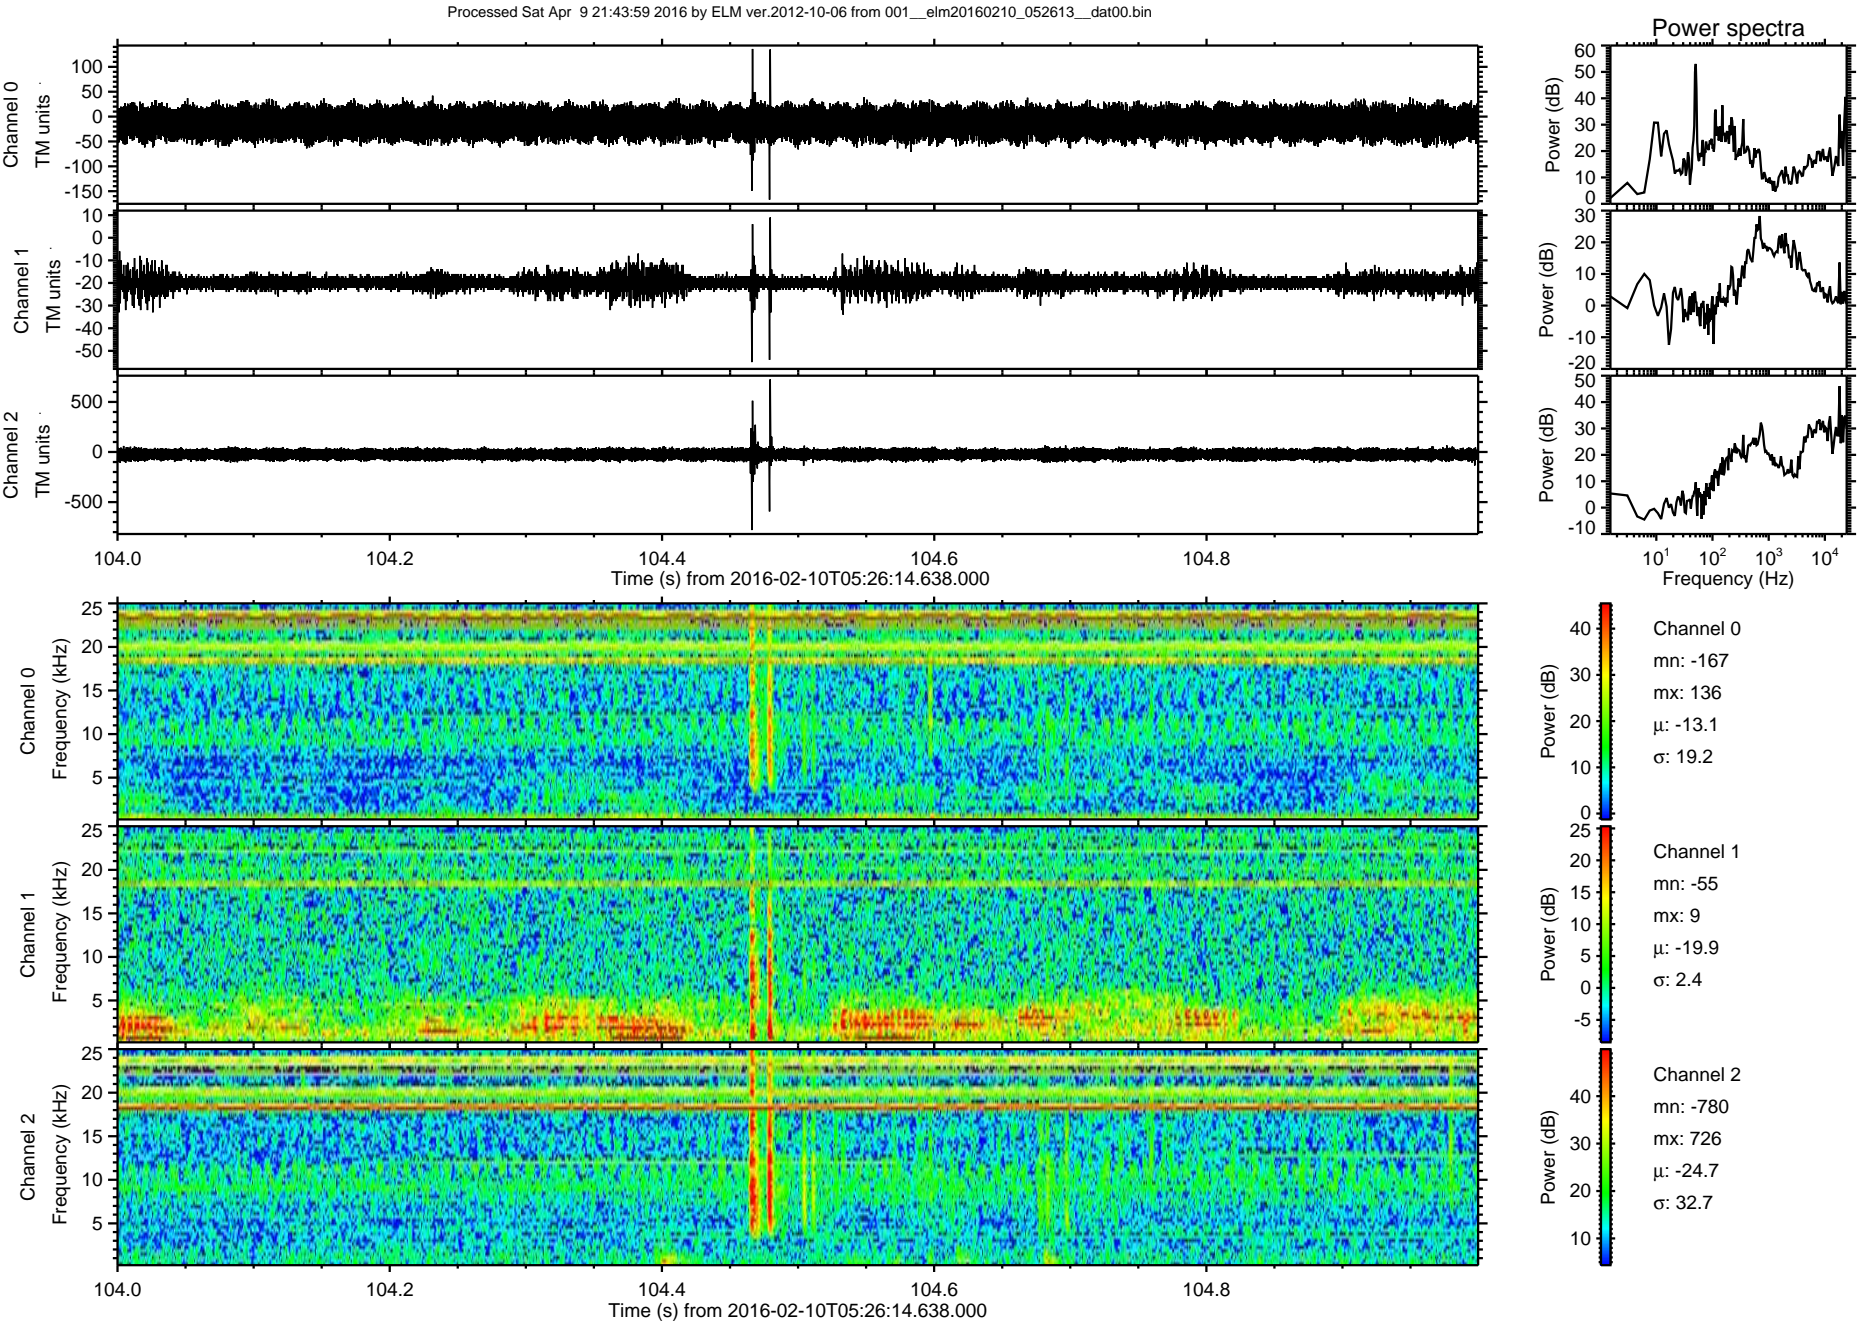 Processed Sat Apr  9 21:43:59 2016 by ELM ver.2012-10-06 from 001__elm20160210_052613__dat00.bin
Power spectra
Channel 0
TM units
100
50
0
-50
-100
-150
Power (dB)
60
50
40
30
20
10
0
Channel 1
TM units
10
0
-10
-20
-30
-40
-50
Power (dB)
30
20
10
0
-10
-20
Channel 2
TM units
500
0
-500
Power (dB)
50
40
30
20
10
0
-10
104.0 104.2 104.4 104.6 104.8
Time (s) from 2016-02-10T05:26:14.638.000
10^1 10^2 10^3 10^4
Frequency (Hz)
Channel 0
Frequency (kHz)
25
20
15
10
5
Power (dB)
40
30
20
10
0
Channel 0
mn: -167
mx: 136
μ: -13.1
σ: 19.2
Channel 1
Frequency (kHz)
25
20
15
10
5
Power (dB)
25
20
15
10
5
0
-5
Channel 1
mn: -55
mx: 9
μ: -19.9
σ: 2.4
Channel 2
Frequency (kHz)
25
20
15
10
5
Power (dB)
40
30
20
10
Channel 2
mn: -780
mx: 726
μ: -24.7
σ: 32.7
104.0 104.2 104.4 104.6 104.8
Time (s) from 2016-02-10T05:26:14.638.000